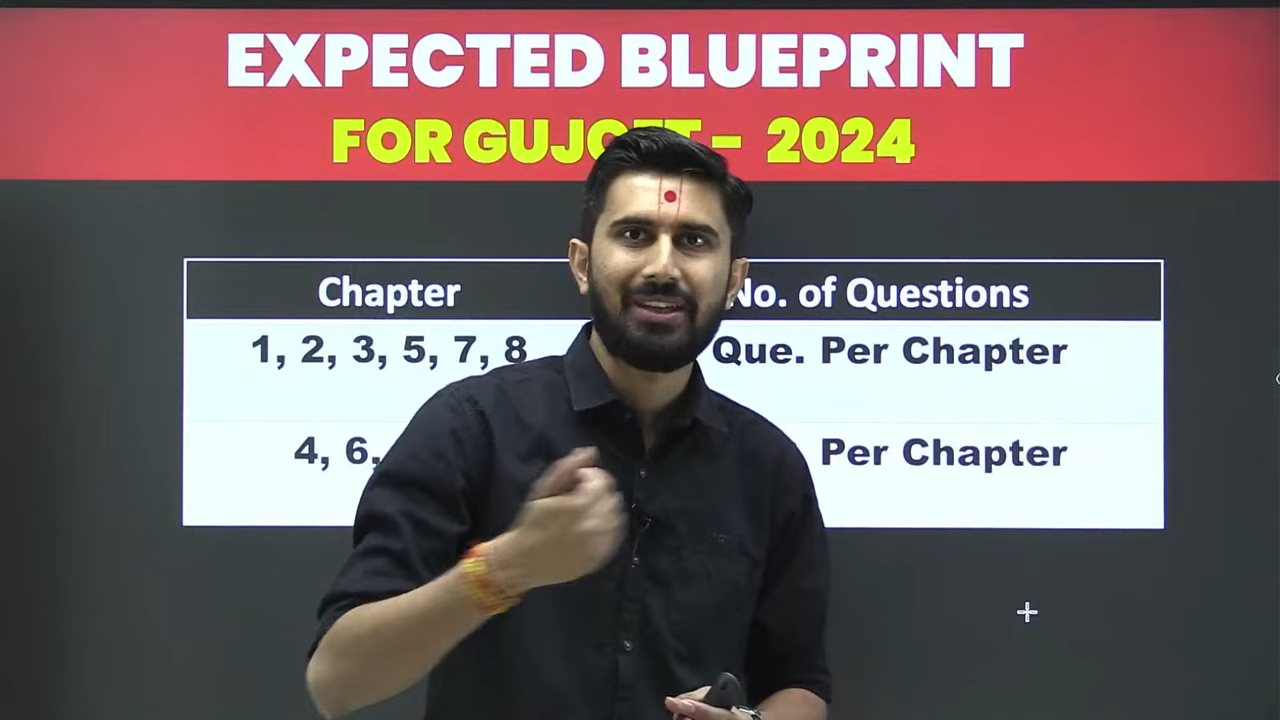 EXPECTED BLUEPRINT
FOR - 2024
Chapter
No. of Questions
1, 2, 3, 5, 7, 8
Que. Per Chapter
4, 6,
Per Chapter